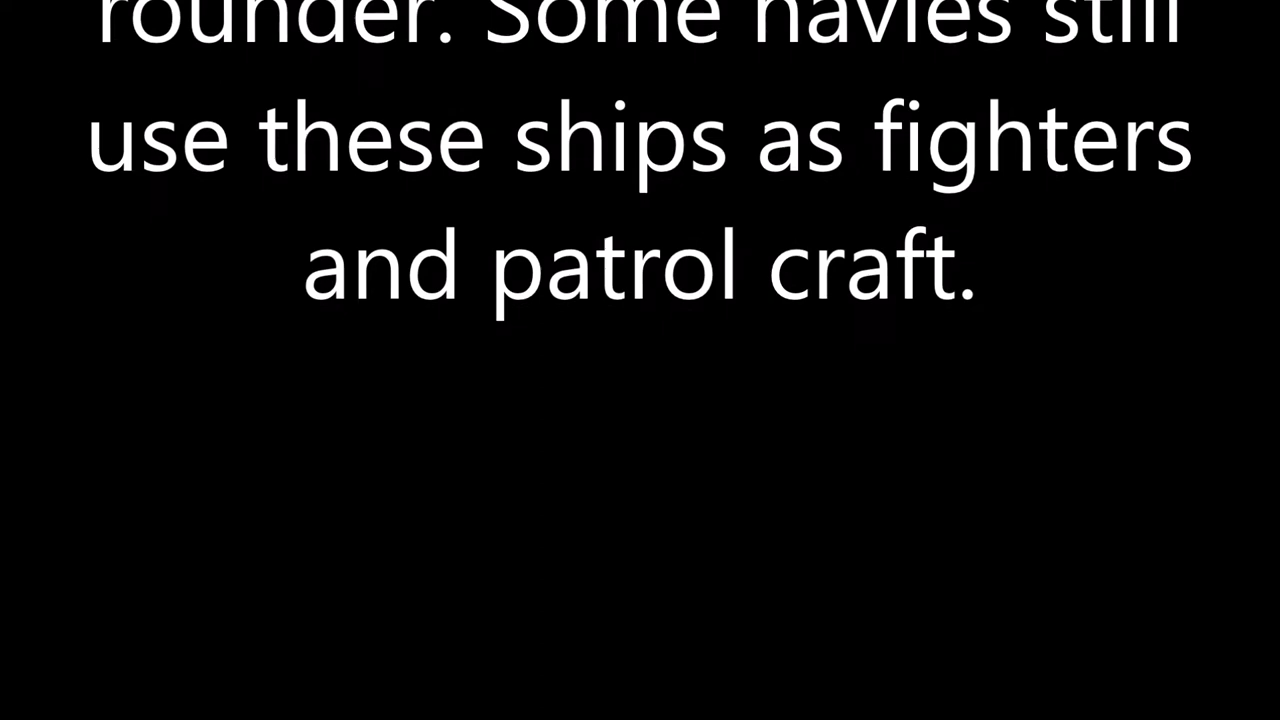 rounder. Some navies still
use these ships as fighters
and patrol craft.